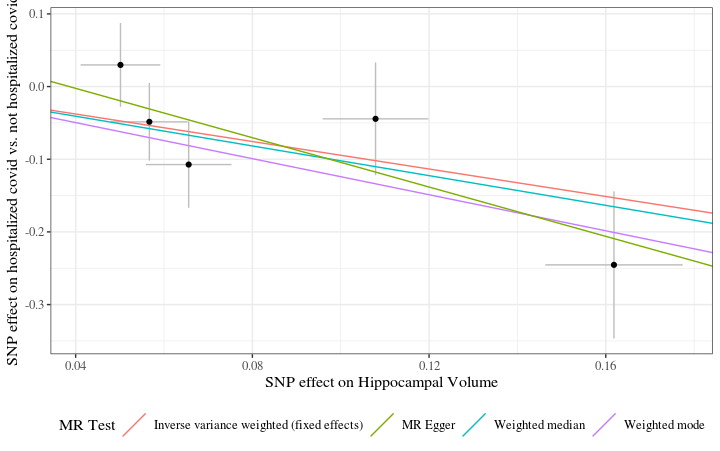 SNP effect on hospitalized covid vs. not hospitalized covid
0.1
0.0
-0.1
-0.2
-0.3
0.04 0.08 0.12 0.16
SNP effect on Hippocampal Volume
MR Test Inverse variance weighted (fixed effects) MR Egger Weighted median Weighted mode